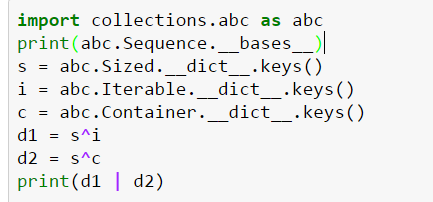 import collections.abc as abc
print(abc.Sequence.__bases__)
s = abc.Sized.__dict__.keys()
i = abc.Iterable.__dict__.keys()
c = abc.Container.__dict__.keys()
d1 = s^i
d2 = s^c
print(d1 | d2)